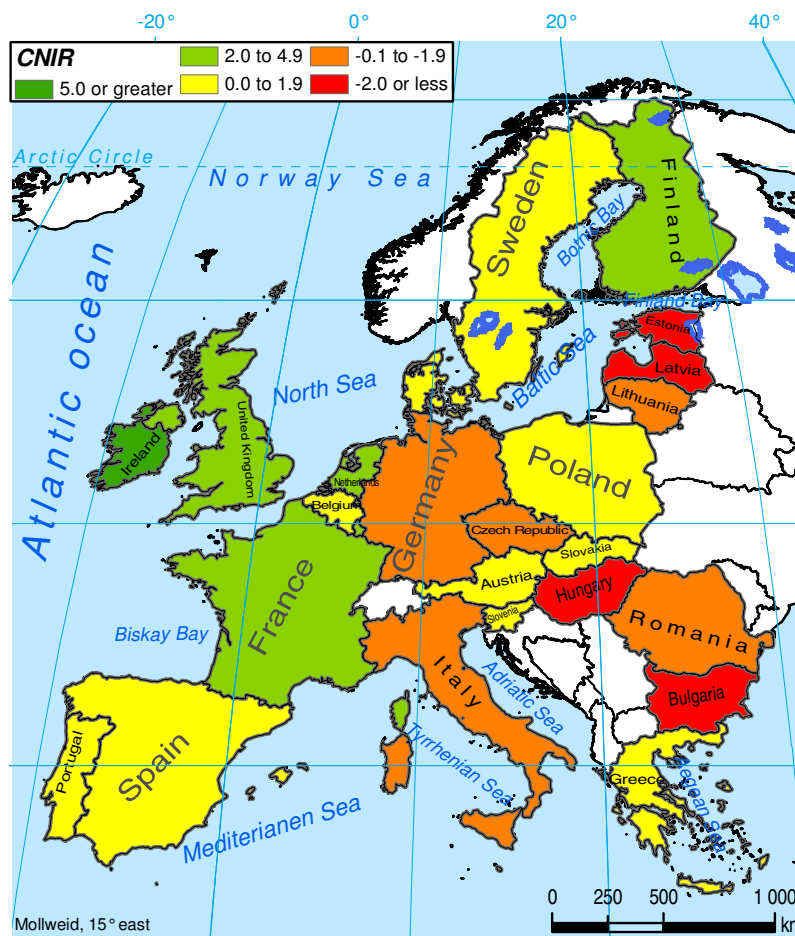 -20° 0° 20° 40°
CNIR
5.0 or greater
2.0 to 4.9
0.0 to 1.9
-0.1 to -1.9
-2.0 or less
Arctic Circle
Norway Sea
Sweden
Finland
Bothnic Bay
Finland Bay
Estonia
Atlantic ocean
Latvia
North Sea
Baltic Sea
Lithuania
United Kingdom
Ireland
Netherlands
Poland
Belgium
Germany
Czech Republic
Slovakia
France
Austria
Hungary
Slovenia
Romania
Biskay Bay
Italy
Adriatic Sea
Bulgaria
Portugal
Spain
Tyrrhenian Sea
Greece
Aegean Sea
Mediterianen Sea
0 250 500 1 000
km
Mollweid, 15° east